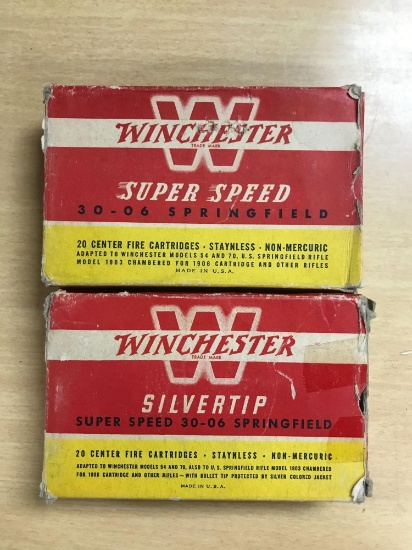 W
WINCHESTER
TRADE MARK
SUPER SPEED
30-06 SPRINGFIELD
20 CENTER FIRE CARTRIDGES · STAYNLESS · NON-MERCURIC
ADAPTED TO WINCHESTER MODELS 54 AND 70, U.S. SPRINGFIELD RIFLE
MODEL 1903 CHAMBERED FOR 1906 CARTRIDGE AND OTHER RIFLES
MADE IN U.S.A.
W
WINCHESTER
TRADE MARK
SILVERTIP
SUPER SPEED 30-06 SPRINGFIELD
20 CENTER FIRE CARTRIDGES · STAYNLESS · NON-MERCURIC
ADAPTED TO WINCHESTER MODELS 54 AND 70, ALSO TO U. S. SPRINGFIELD RIFLE MODEL 1903 CHAMBERED
FOR 1906 CARTRIDGE AND OTHER RIFLES—WITH BULLET TIP PROTECTED BY SILVER COLORED JACKET
MADE IN U.S.A.